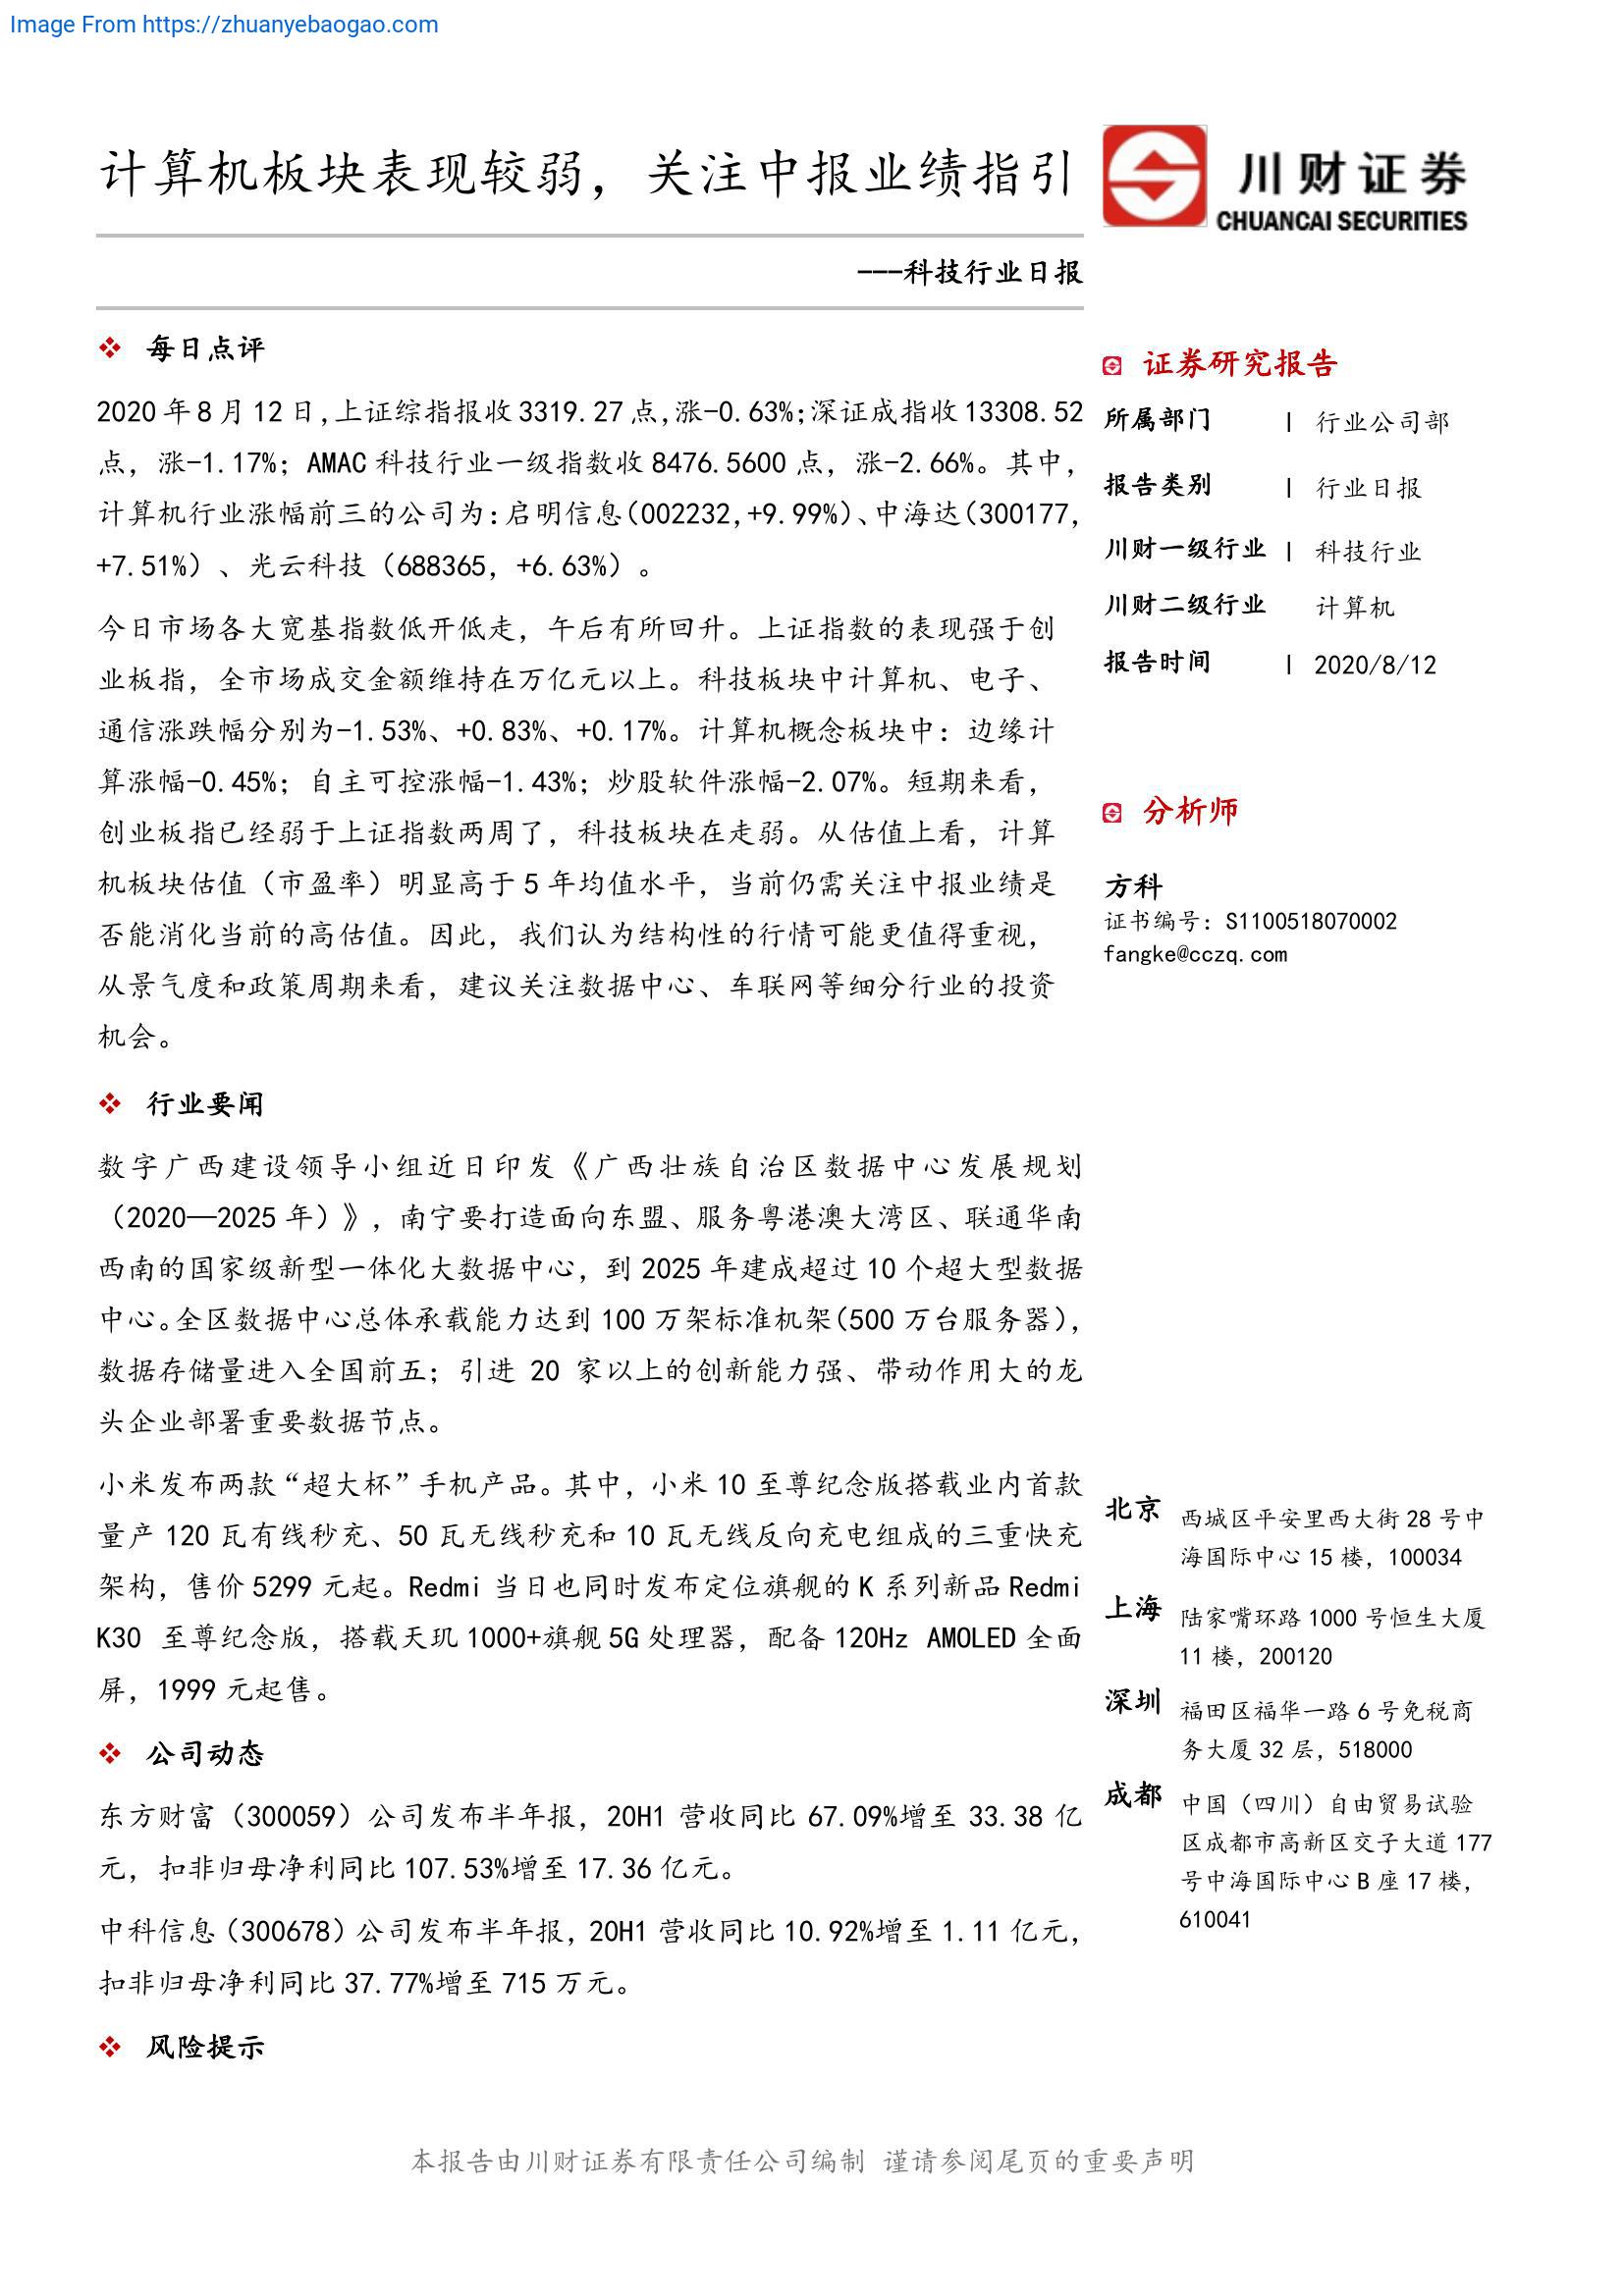 Image From https://zhuanyebaogao.com
计算机板块表现较弱，关注中报业绩指引
川财证券
CHUANCAI SECURITIES
---科技行业日报
每日点评
2020年8月12日,上证综指报收3319.27点,涨-0.63%;深证成指收13308.52
点，涨-1.17%；AMAC科技行业一级指数收8476.5600点，涨-2.66%。其中，
计算机行业涨幅前三的公司为：启明信息（002232,+9.99%）、中海达（300177,
+7.51%）、光云科技（688365，+6.63%）。
今日市场各大宽基指数低开低走，午后有所回升。上证指数的表现强于创
业板指，全市场成交金额维持在万亿元以上。科技板块中计算机、电子、
通信涨跌幅分别为-1.53%、+0.83%、+0.17%。计算机概念板块中：边缘计
算涨幅-0.45%；自主可控涨幅-1.43%；炒股软件涨幅-2.07%。短期来看，
创业板指已经弱于上证指数两周了，科技板块在走弱。从估值上看，计算
机板块估值（市盈率）明显高于5年均值水平，当前仍需关注中报业绩是
否能消化当前的高估值。因此，我们认为结构性的行情可能更值得重视，
从景气度和政策周期来看，建议关注数据中心、车联网等细分行业的投资
机会。
行业要闻
数字广西建设领导小组近日印发《广西壮族自治区数据中心发展规划
（2020—2025年）》，南宁要打造面向东盟、服务粤港澳大湾区、联通华南
西南的国家级新型一体化大数据中心，到2025年建成超过10个超大型数据
中心。全区数据中心总体承载能力达到100万架标准机架（500万台服务器），
数据存储量进入全国前五；引进 20 家以上的创新能力强、带动作用大的龙
头企业部署重要数据节点。
小米发布两款“超大杯”手机产品。其中，小米10至尊纪念版搭载业内首款
量产120瓦有线秒充、50瓦无线秒充和10瓦无线反向充电组成的三重快充
架构，售价5299元起。Redmi当日也同时发布定位旗舰的K系列新品Redmi
K30 至尊纪念版，搭载天玑1000+旗舰5G处理器，配备120Hz AMOLED全面
屏，1999元起售。
公司动态
东方财富（300059）公司发布半年报，20H1 营收同比 67.09%增至 33.38 亿
元，扣非归母净利同比107.53%增至17.36亿元。
中科信息（300678）公司发布半年报，20H1营收同比10.92%增至1.11亿元，
扣非归母净利同比37.77%增至715万元。
风险提示
证券研究报告
所属部门 | 行业公司部
报告类别 | 行业日报
川财一级行业 | 科技行业
川财二级行业 计算机
报告时间 | 2020/8/12
分析师
方科
证书编号：S1100518070002
fangke@cczq.com
北京 西城区平安里西大街28号中
海国际中心15楼，100034
上海 陆家嘴环路1000号恒生大厦
11楼，200120
深圳 福田区福华一路6号免税商
务大厦32层，518000
成都 中国（四川）自由贸易试验
区成都市高新区交子大道177
号中海国际中心B座17楼，
610041
本报告由川财证券有限责任公司编制 谨请参阅尾页的重要声明